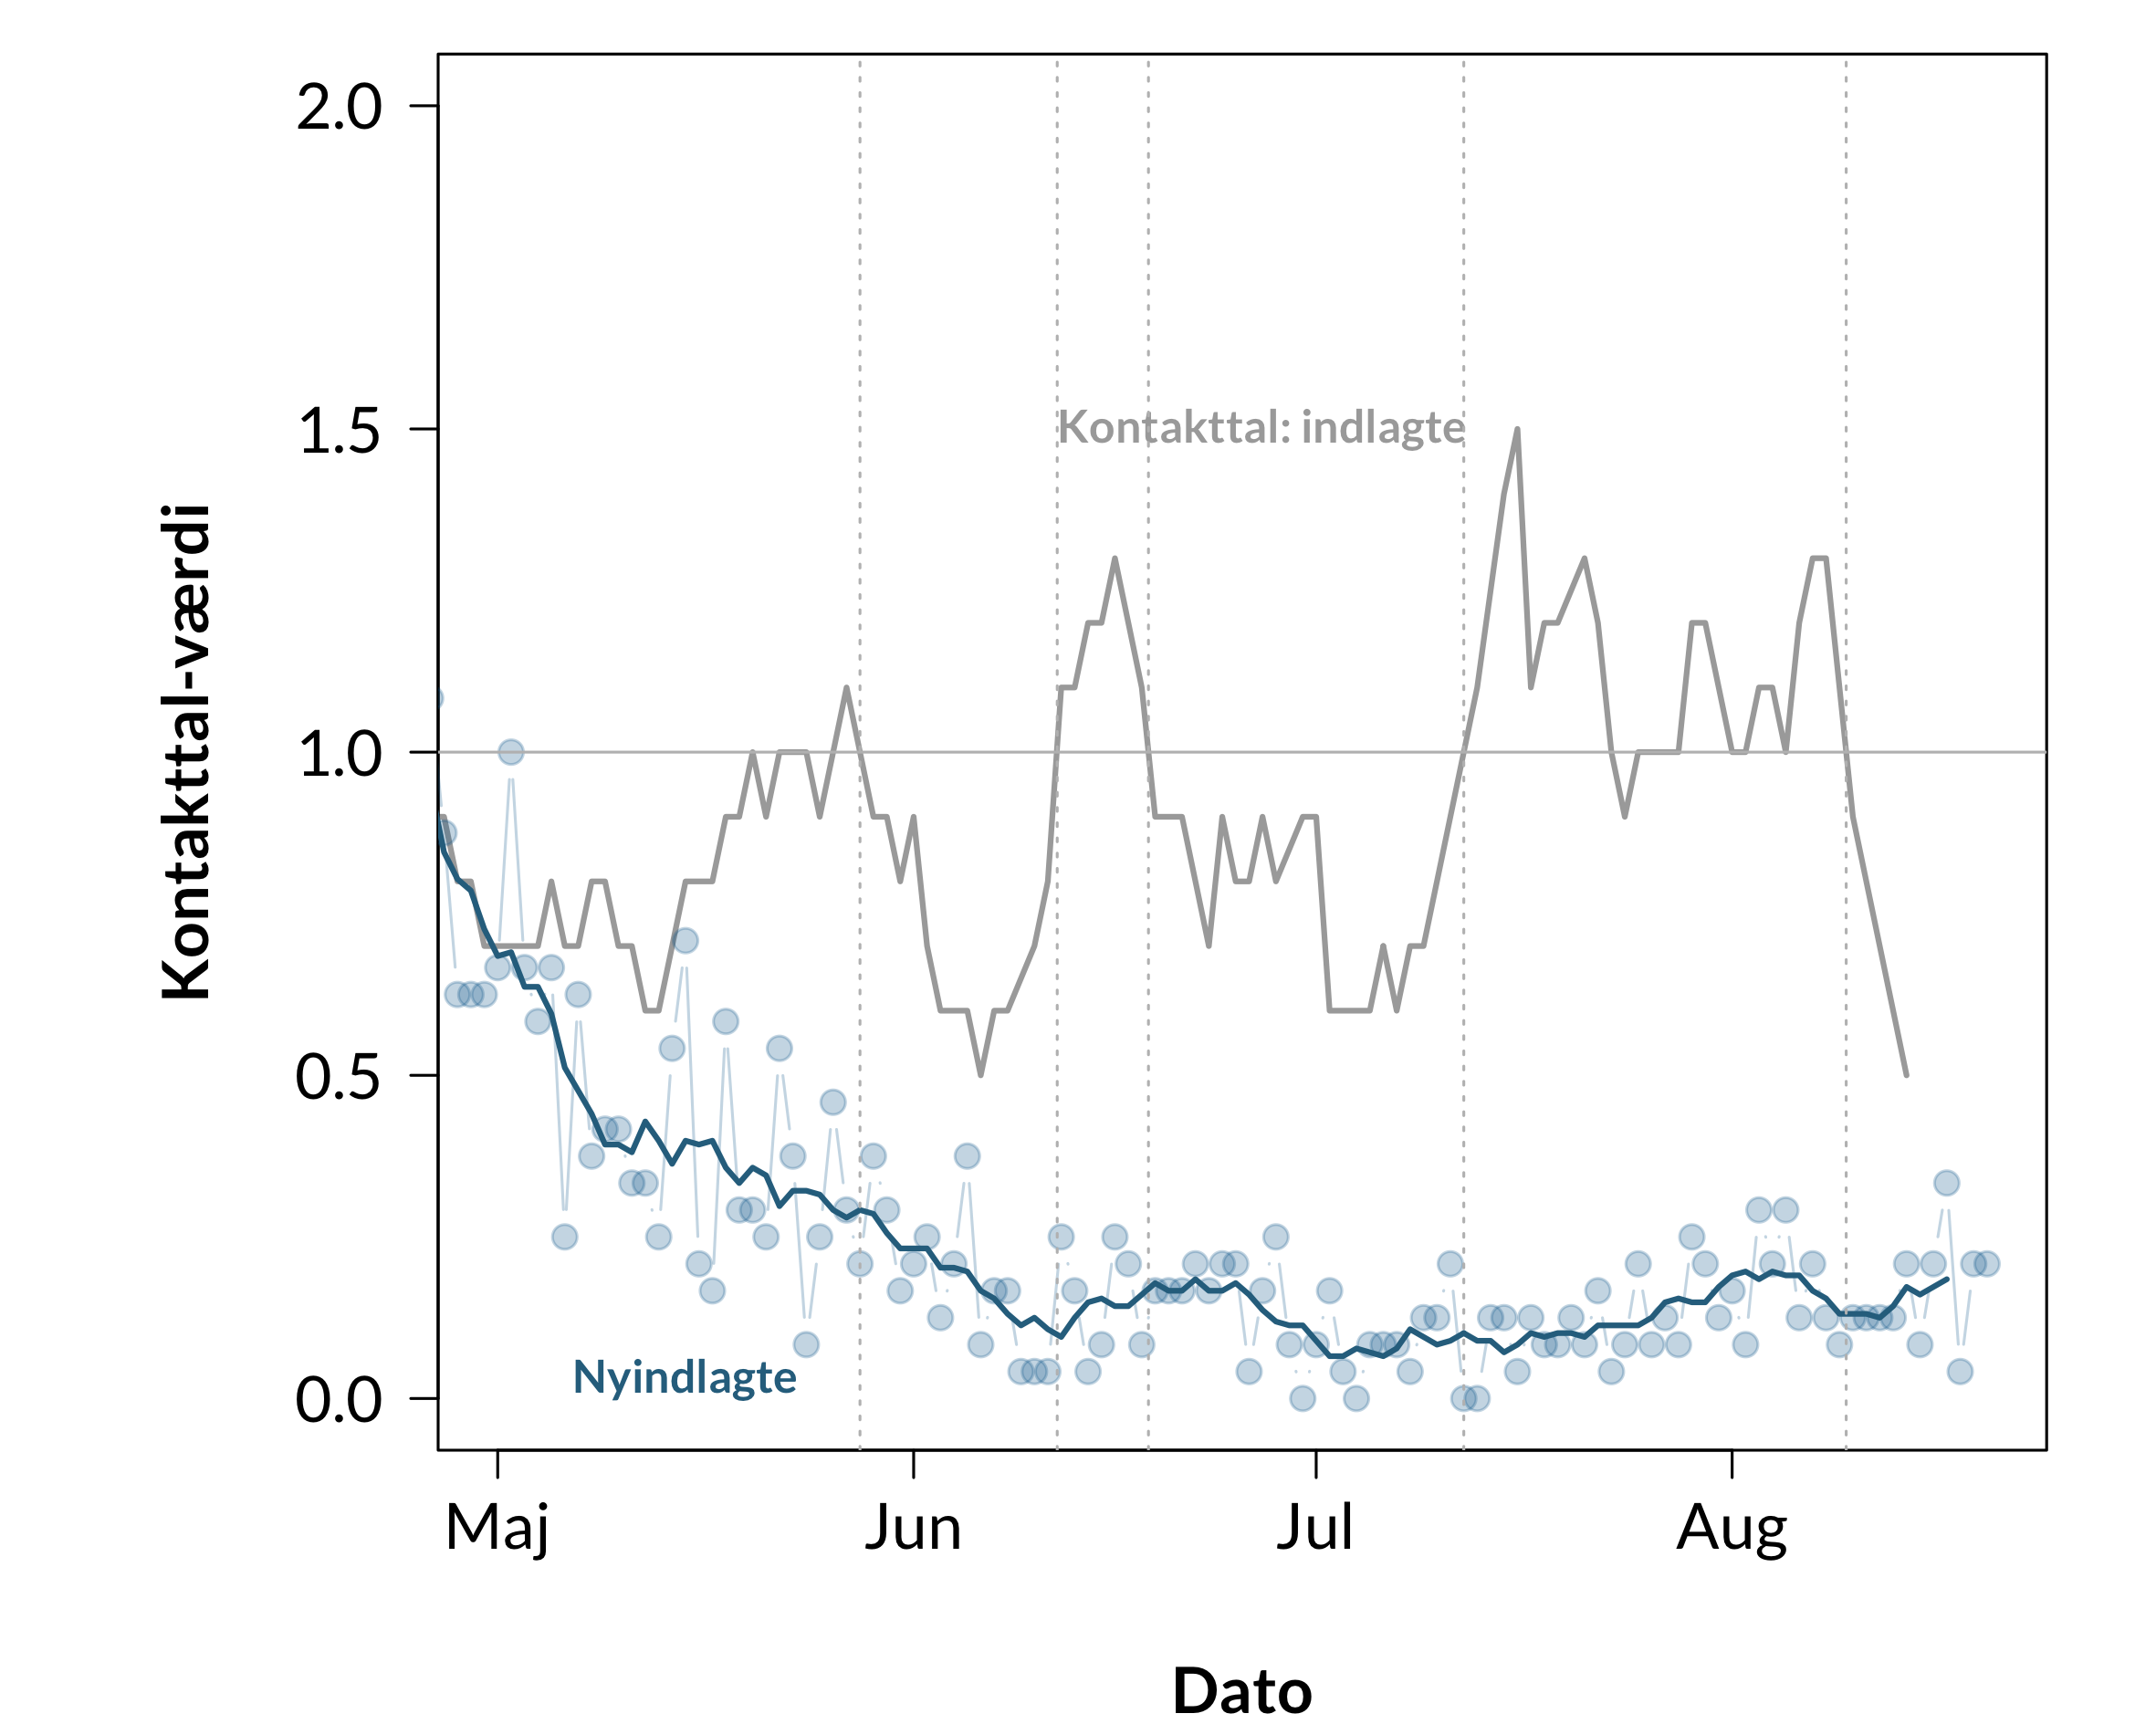 Kontakttal-værdi
2.0
1.5
1.0
0.5
0.0
Kontakttal: indlagte
Nyindlagte
Maj Jun Jul Aug
Dato